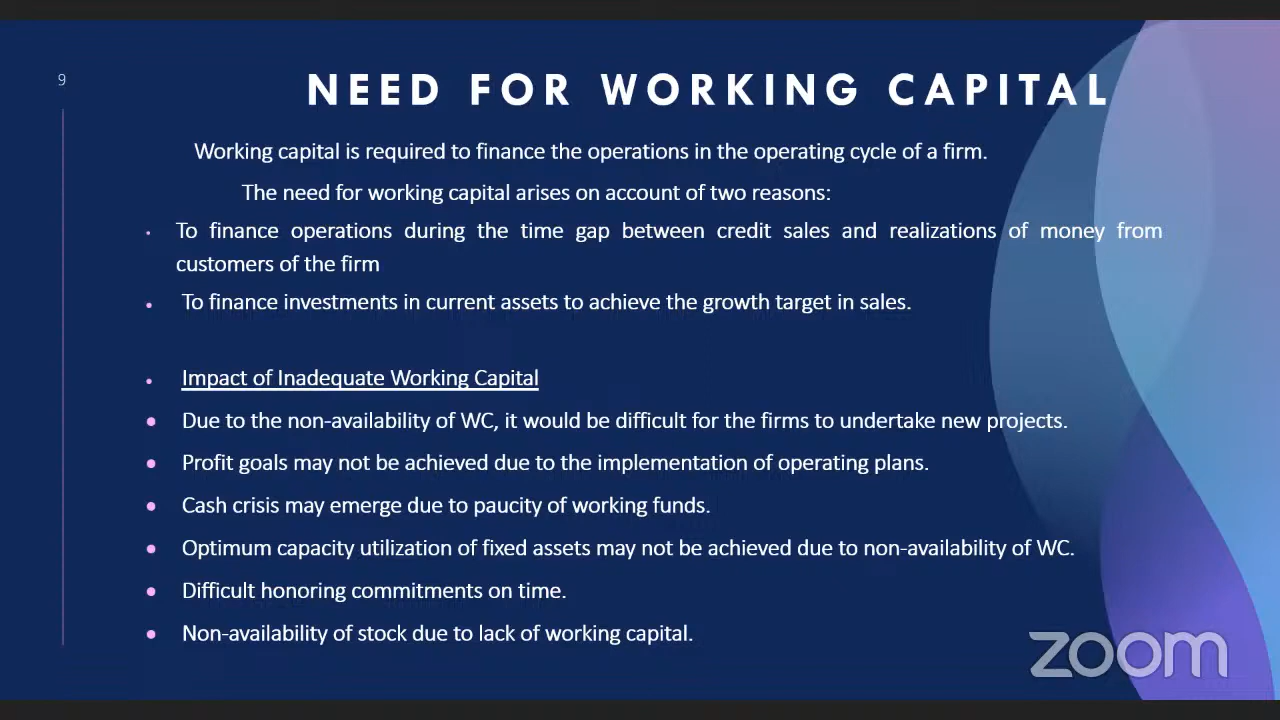 9
NEED FOR WORKING CAPITAL
Working capital is required to finance the operations in the operating cycle of a firm.
The need for working capital arises on account of two reasons:
• To finance operations during the time gap between credit sales and realizations of money from
customers of the firm
• To finance investments in current assets to achieve the growth target in sales.
• Impact of Inadequate Working Capital
• Due to the non-availability of WC, it would be difficult for the firms to undertake new projects.
• Profit goals may not be achieved due to the implementation of operating plans.
• Cash crisis may emerge due to paucity of working funds.
• Optimum capacity utilization of fixed assets may not be achieved due to non-availability of WC.
• Difficult honoring commitments on time.
• Non-availability of stock due to lack of working capital.
zoom